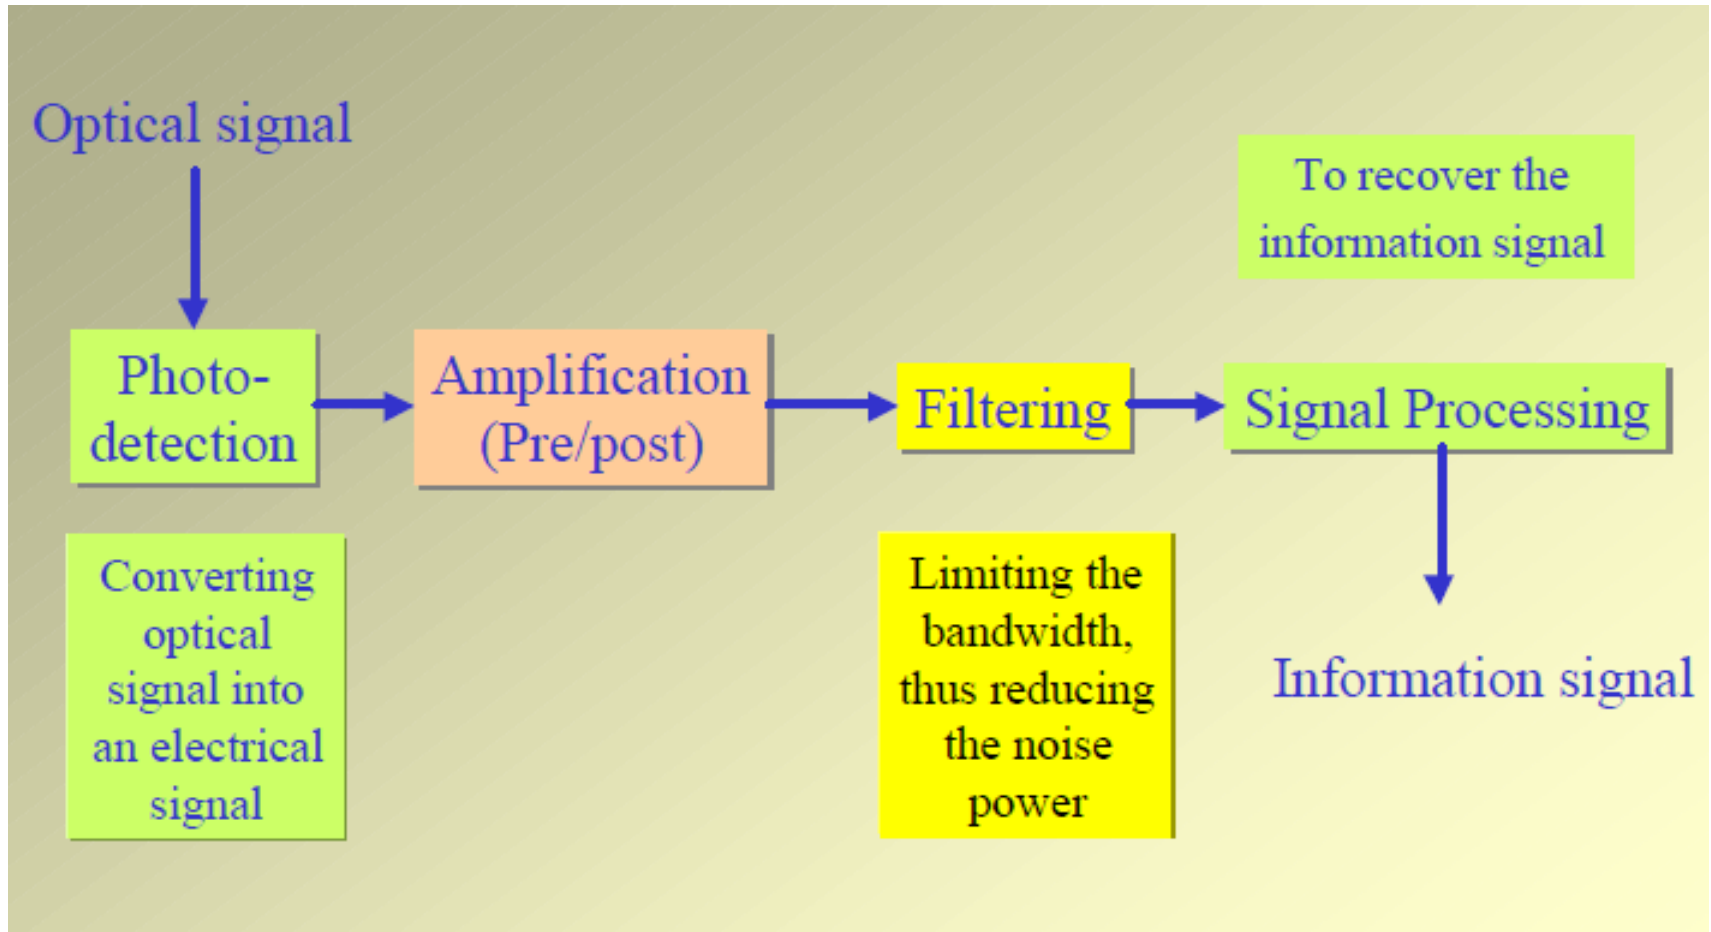 Optical signal
To recover the
information signal
Photo-
detection
Amplification
(Pre/post)
Filtering
Signal Processing
Converting
optical
signal into
an electrical
signal
Limiting the
bandwidth,
thus reducing
the noise
power
Information signal